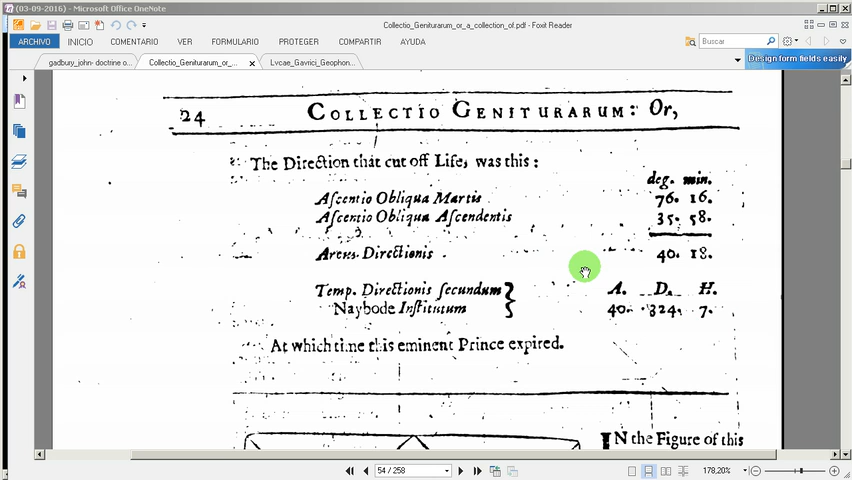 (03-09-2016) - Microsoft Office OneNote
Collectio_Geniturarum_or_a_collection_of.pdf - Foxit Reader
ARCHIVO INICIO COMENTARIO VER FORMULARIO PROTEGER COMPARTIR AYUDA
Buscar
gadbury_john- doctrine o... Collectio_Geniturarum_or_... Lvcae_Gavrici_Geophon...
Design form fields easily
24 COLLECTIO GENITURARUM: Or,
The Direction that cut off Life, was this:
deg. min.
Aſcentio Obliqua Martis 76. 16.
Aſcentio Obliqua Aſcendentis 35. 58.
Arcus Directionis 40. 18.
Temp. Directionis ſecundum A. D. H.
Naybode Inſtitutum 40. 324. 7.
At which time this eminent Prince expired.
IN the Figure of this
54 / 258
178,20%